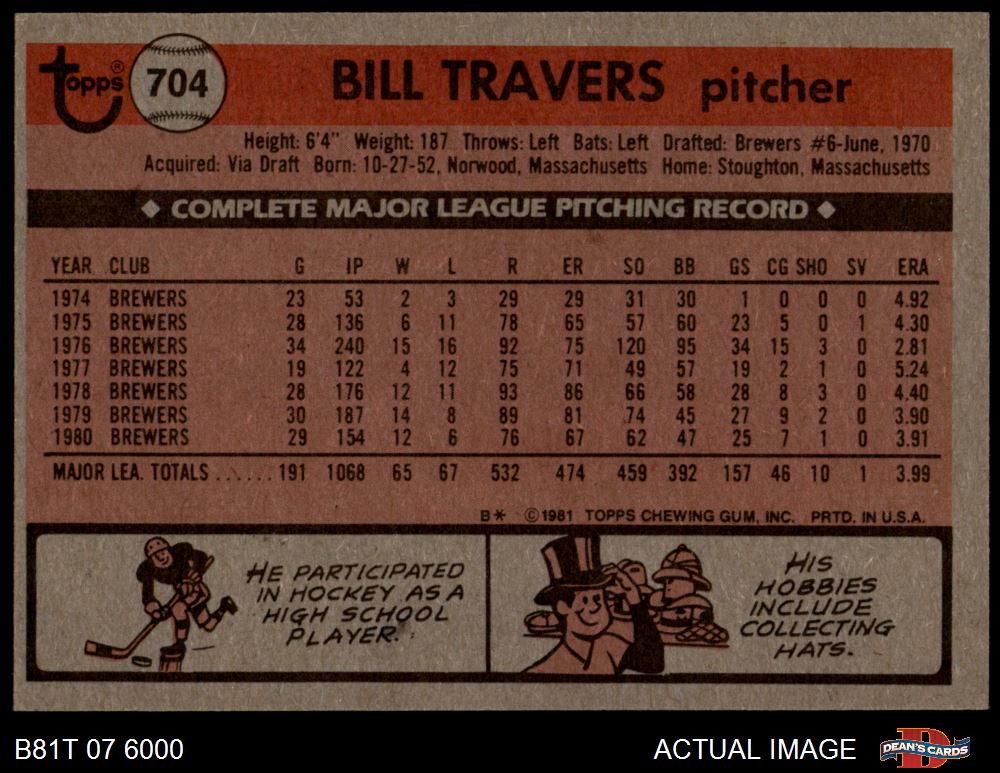 topps® 704 BILL TRAVERS pitcher
Height: 6'4" Weight: 187 Throws: Left Bats: Left Drafted: Brewers #6-June, 1970
Acquired: Via Draft Born: 10-27-52, Norwood, Massachusetts Home: Stoughton, Massachusetts
◆ COMPLETE MAJOR LEAGUE PITCHING RECORD ◆
YEAR CLUB G IP W L R ER SO BB GS CG SHO SV ERA
1974 BREWERS 23 53 2 3 29 29 31 30 1 0 0 0 4.92
1975 BREWERS 28 136 6 11 78 65 57 60 23 5 0 1 4.30
1976 BREWERS 34 240 15 16 92 75 120 95 34 15 3 0 2.81
1977 BREWERS 19 122 4 12 75 71 49 57 19 2 1 0 5.24
1978 BREWERS 28 176 12 11 93 86 66 58 28 8 3 0 4.40
1979 BREWERS 30 187 14 8 89 81 74 45 27 9 2 0 3.90
1980 BREWERS 29 154 12 6 76 67 62 47 25 7 1 0 3.91
MAJOR LEA. TOTALS ...... 191 1068 65 67 532 474 459 392 157 46 10 1 3.99
B* ©1981 TOPPS CHEWING GUM, INC. PRTD. IN U.S.A.
HE PARTICIPATED
IN HOCKEY AS A
HIGH SCHOOL
PLAYER.
HIS
HOBBIES
INCLUDE
COLLECTING
HATS.
B81T 07 6000 ACTUAL IMAGE DEAN'S CARDS